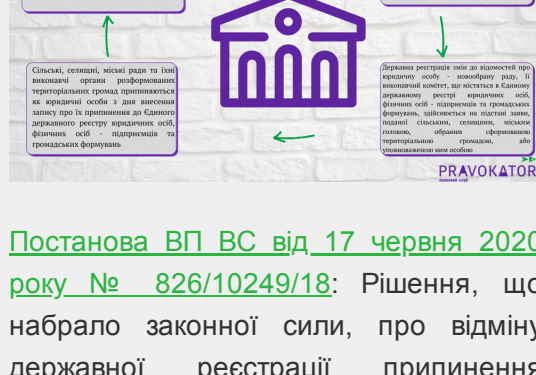 Сільські, селищні, міські ради та їхні
виконавчі органи розформованих
територіальних громад припиняються
як юридичні особи з дня внесення
запису про їх припинення до Єдиного
державного реєстру юридичних осіб,
фізичних осіб - підприємців та
громадських формувань
Державна реєстрація змін до відомостей про
юридичну особу - новообрану раду, її
виконавчий комітет, що містяться в Єдиному
державному реєстрі юридичних осіб,
фізичних осіб - підприємців та громадських
формувань, здійснюється на підставі заяви,
поданої сільським, селищним, міським
головою, обраним сформованою
територіальною громадою, або
уповноваженою ним особою
PRAVOKATOR
Постанова ВП ВС від 17 червня 2020
року № 826/10249/18: Рішення, що
набрало законної сили, про відміну
державної реєстрації припинення